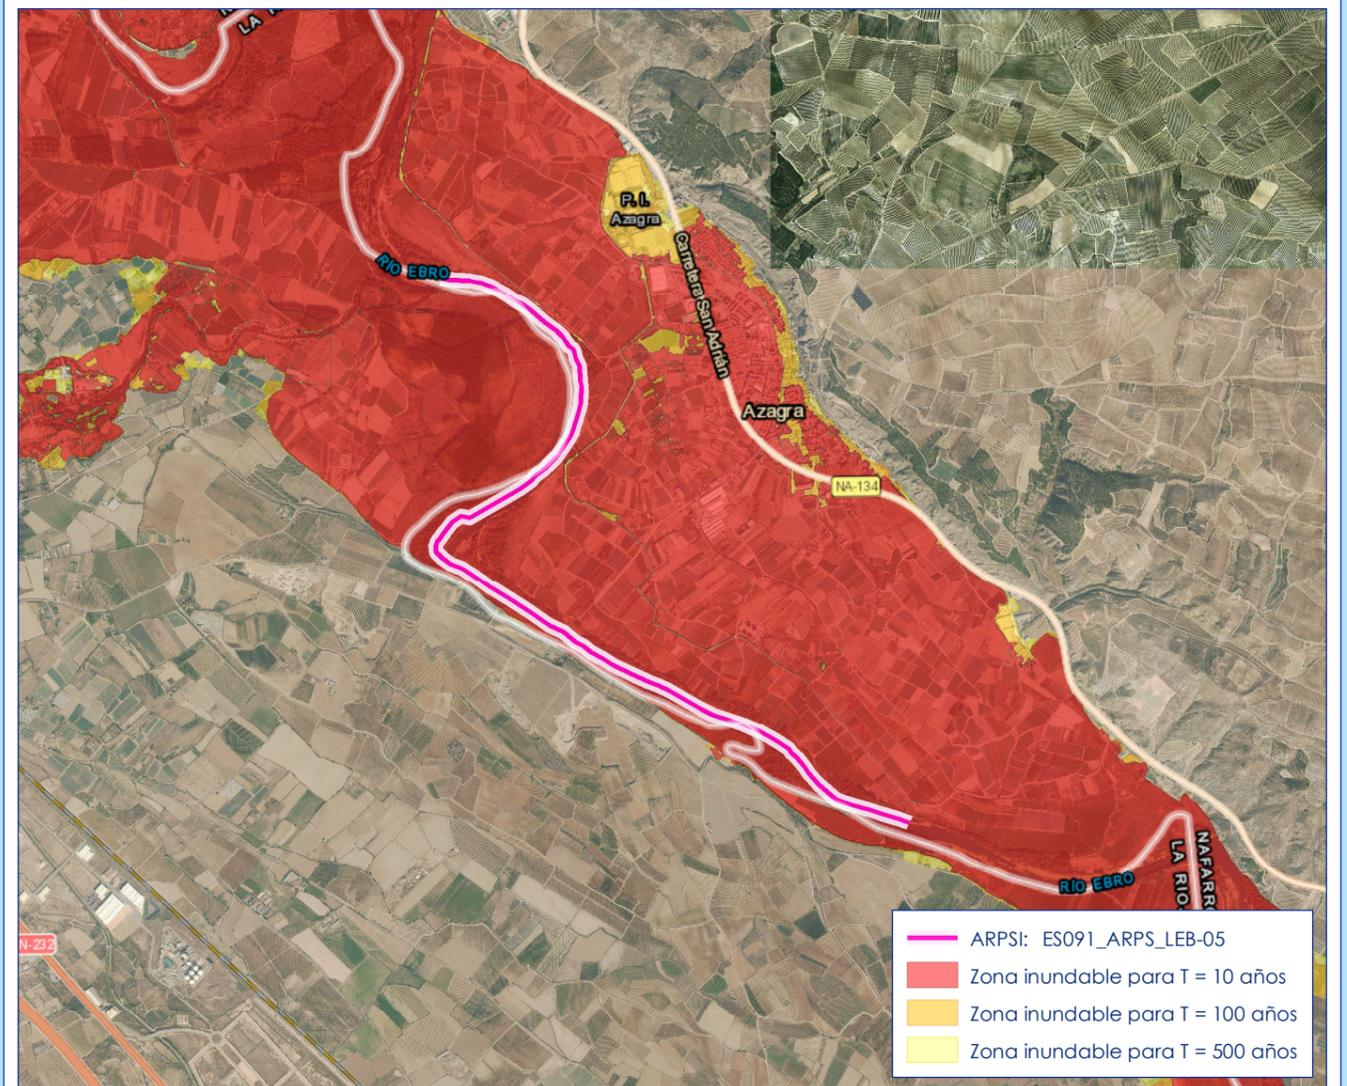 LA
P. I.
Azagra
RÍO EBRO
Carretera San Adrián
Azagra
NA-134
RÍO EBRO
NAFARRO
LA RIO
N-232
ARPSI: ES091_ARPS_LEB-05
Zona inundable para T = 10 años
Zona inundable para T = 100 años
Zona inundable para T = 500 años